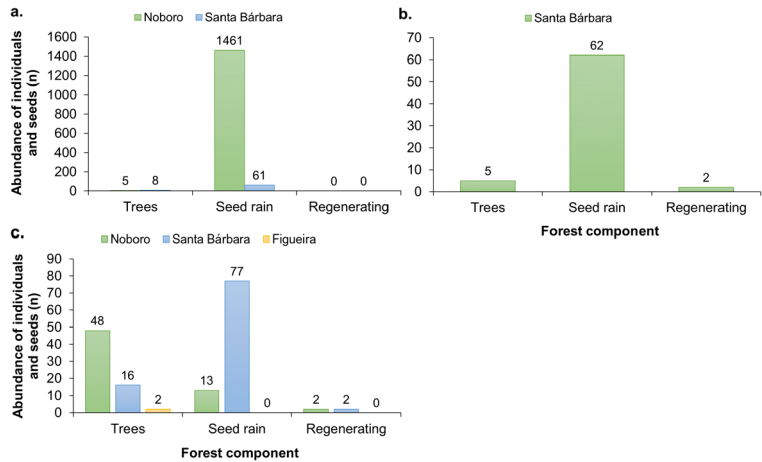 a.
Noboro Santa Bárbara
Abundance of individuals
and seeds (n)
1600
1400
1200
1000
800
600
400
200
0
5 8
1461
61
0 0
Trees Seed rain Regenerating
b.
Santa Bárbara
70
60
50
40
30
20
10
0
5
62
2
Trees Seed rain Regenerating
Forest component
c.
Noboro Santa Bárbara Figueira
Abundance of individuals
and seeds (n)
90
80
70
60
50
40
30
20
10
0
48
16
2
13
77
0
2 2 0
Trees Seed rain Regenerating
Forest component